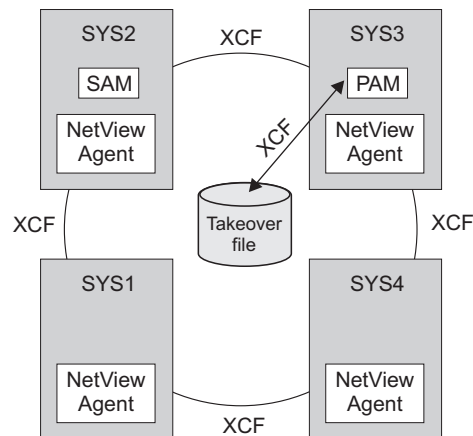 SYS2
XCF
SYS3
SAM
PAM
NetView
Agent
XCF
NetView
Agent
XCF
Takeover
file
XCF
SYS1
SYS4
NetView
Agent
NetView
Agent
XCF